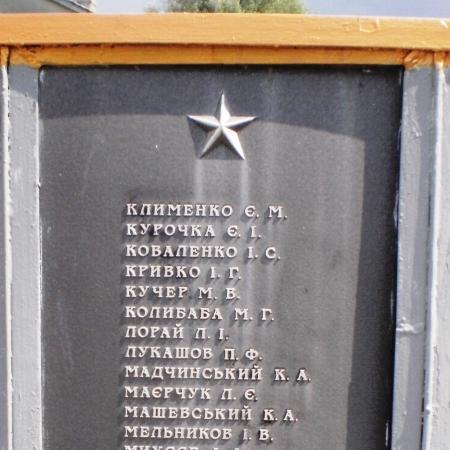 КЛИМЕНКО Є. М.
КУРОЧКА Є. І.
КОВАЛЕНКО І. С.
КРИВКО І. Г.
КУЧЕР М. В.
КОЛИБАБА М. Г.
ЛОРАЙ Л. І.
ЛУКАШОВ П. Ф.
МАДЧИНСЬКИЙ К. А.
МАЄРЧУК Л. Є.
МАШЕВСЬКИЙ К. А.
МЕЛЬНИКОВ І. В.